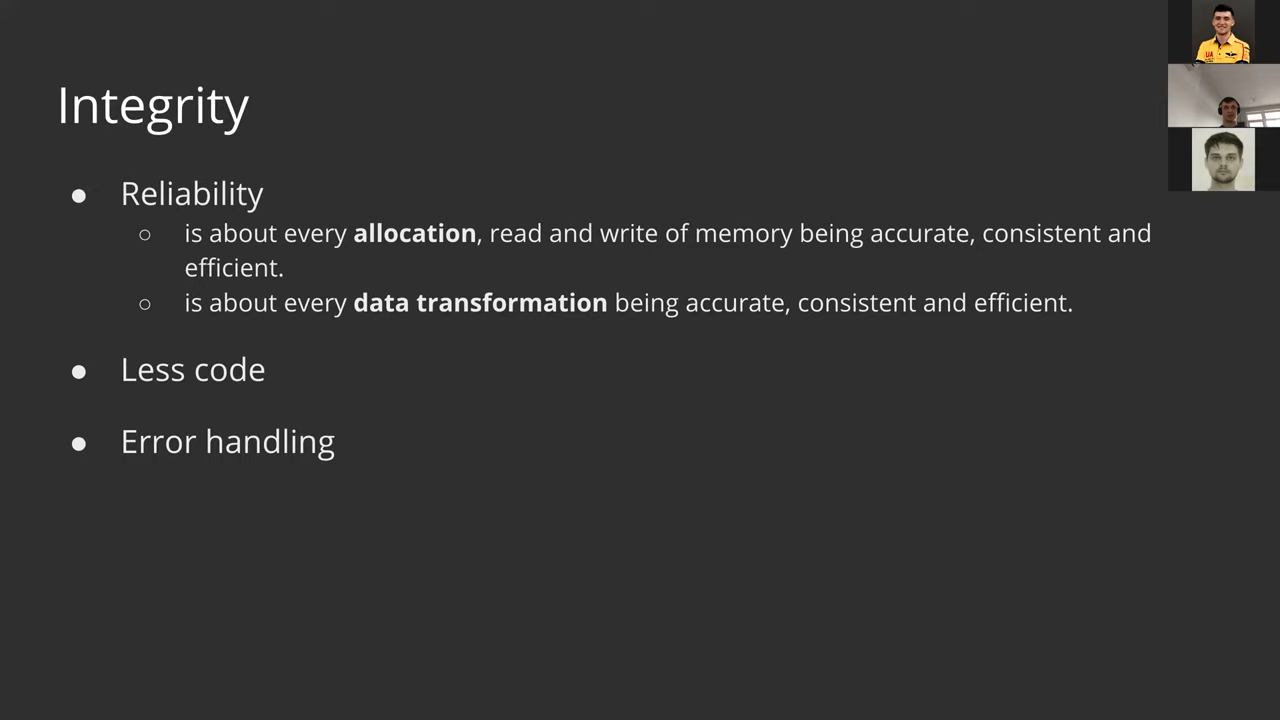 Integrity
● Reliability
○ is about every allocation, read and write of memory being accurate, consistent and
efficient.
○ is about every data transformation being accurate, consistent and efficient.
● Less code
● Error handling
UA